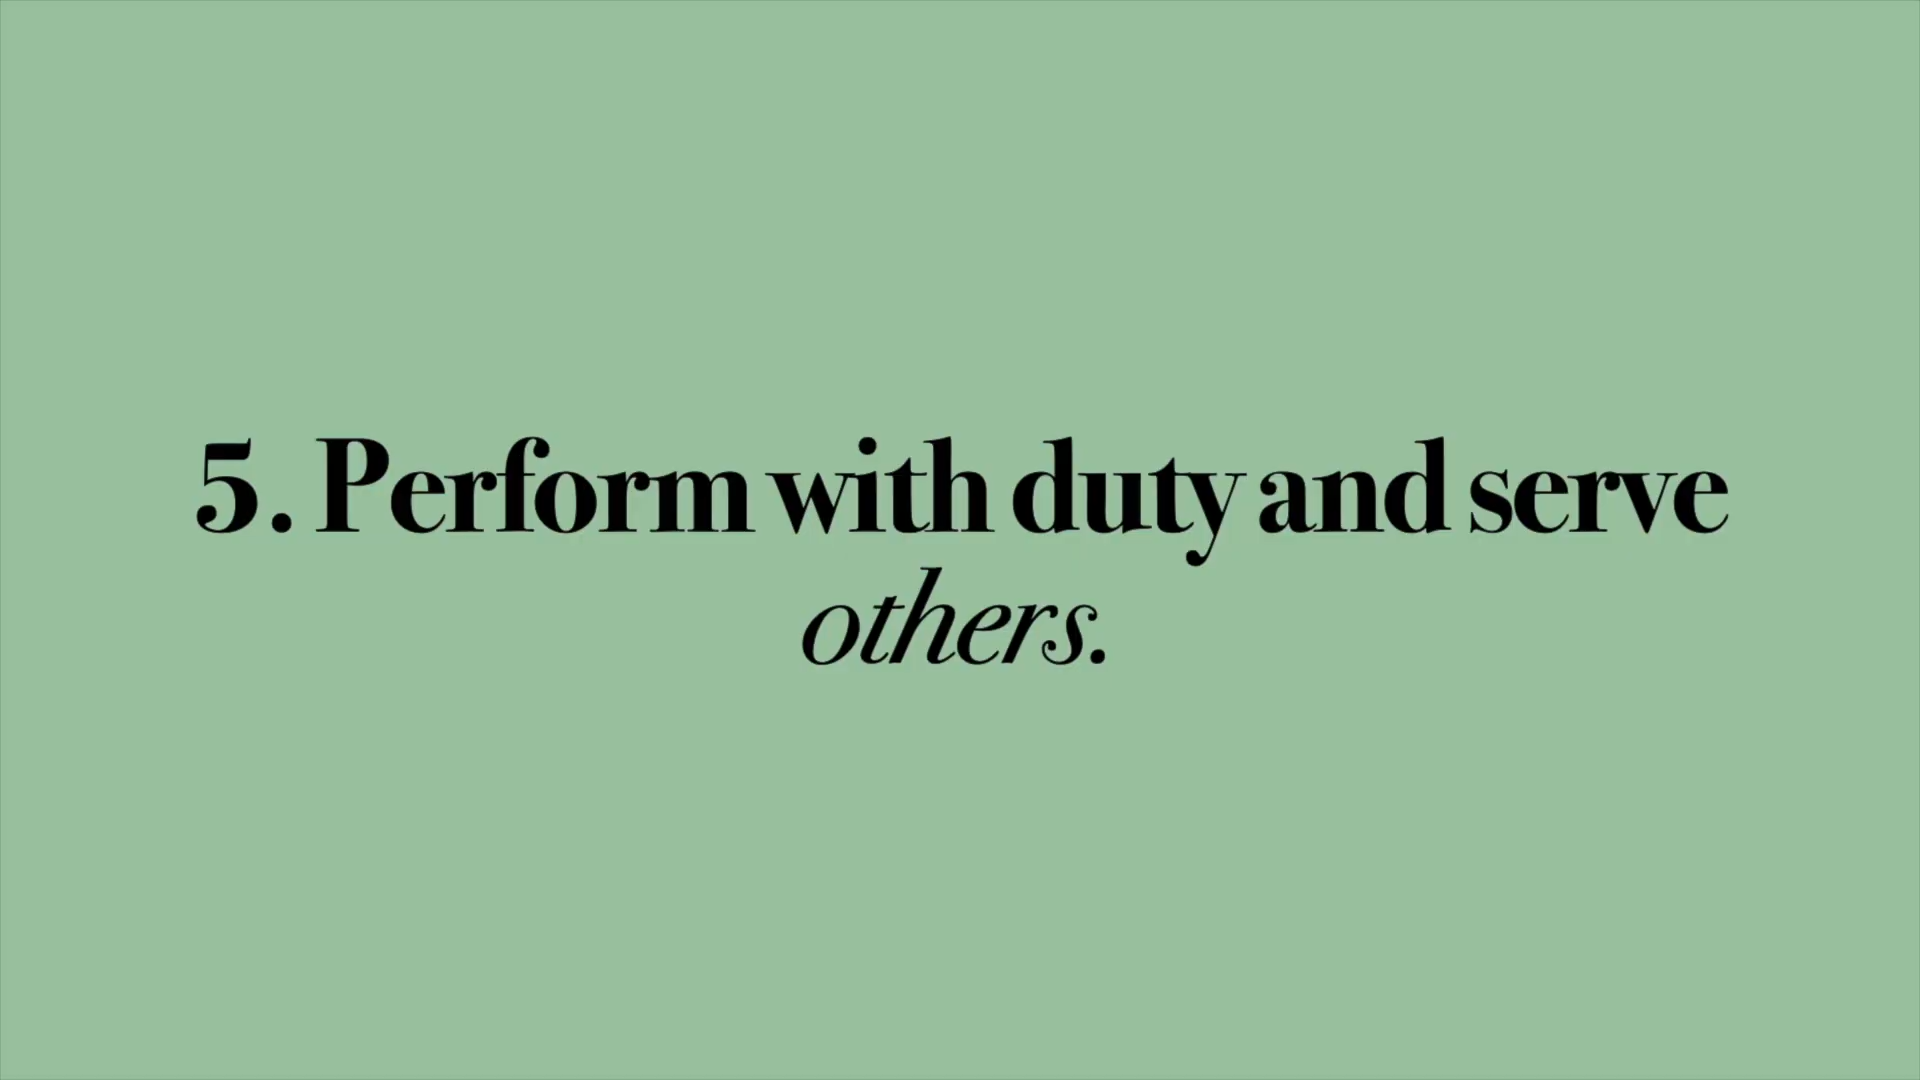 5. Perform with duty and serve
others.